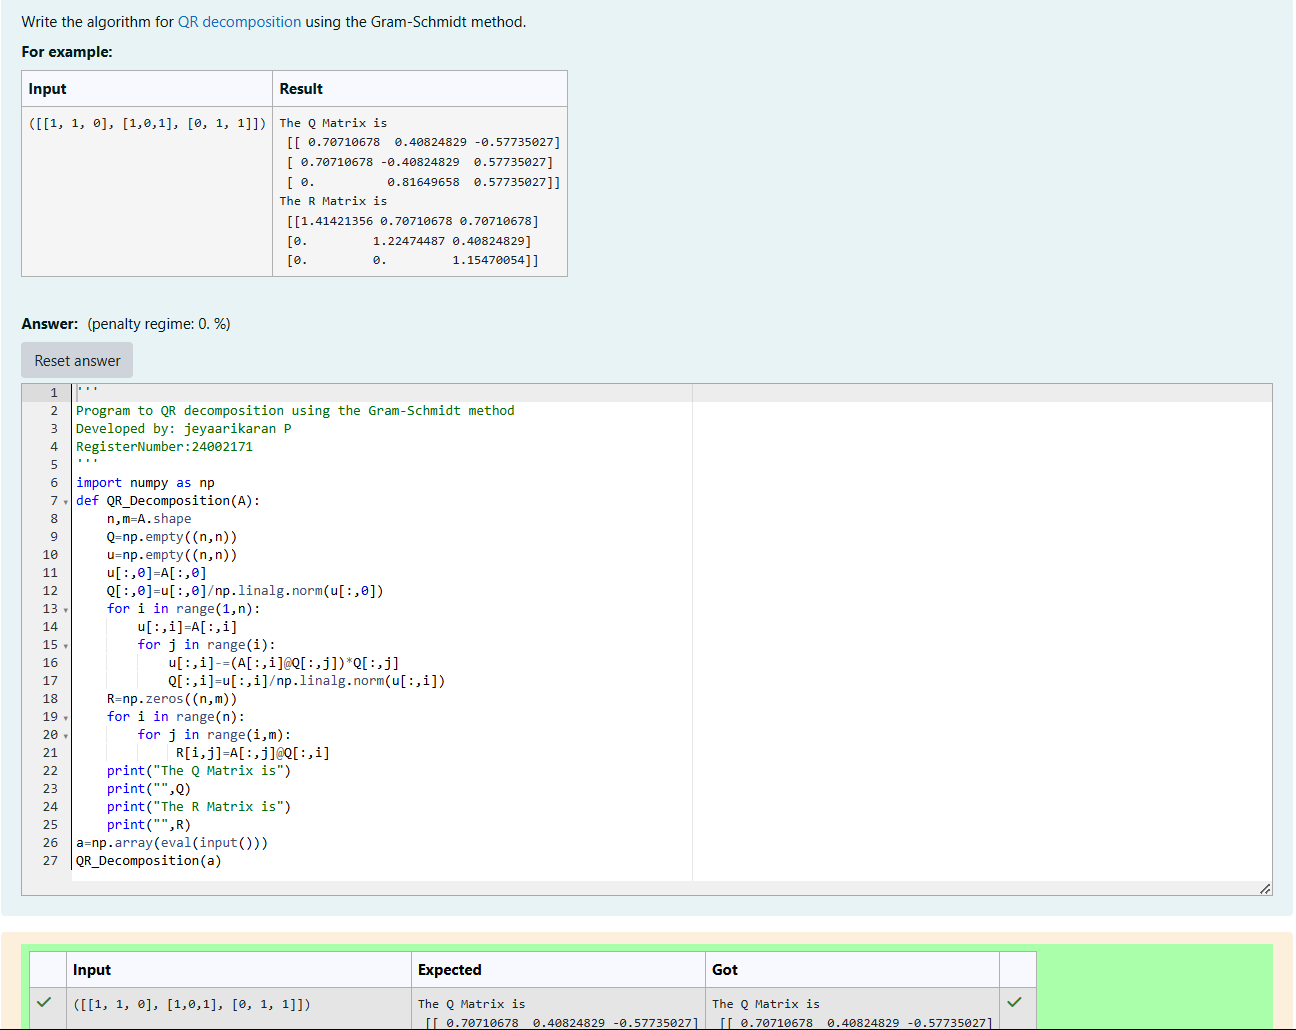 Write the algorithm for QR decomposition using the Gram-Schmidt method.
For example:
Input Result
([[1, 1, 0], [1,0,1], [0, 1, 1]]) The Q Matrix is
[[ 0.70710678  0.40824829 -0.57735027]
[ 0.70710678 -0.40824829  0.57735027]
[ 0.          0.81649658  0.57735027]]
The R Matrix is
[[1.41421356 0.70710678 0.70710678]
[0.         1.22474487 0.40824829]
[0.         0.         1.15470054]]
Answer: (penalty regime: 0. %)
Reset answer
1 '''
2 Program to QR decomposition using the Gram-Schmidt method
3 Developed by: jeyaarikaran P
4 RegisterNumber:24002171
5 '''
6 import numpy as np
7 def QR_Decomposition(A):
8     n,m=A.shape
9     Q=np.empty((n,n))
10     u=np.empty((n,n))
11     u[:,0]=A[:,0]
12     Q[:,0]=u[:,0]/np.linalg.norm(u[:,0])
13     for i in range(1,n):
14         u[:,i]=A[:,i]
15         for j in range(i):
16             u[:,i]-=(A[:,i]@Q[:,j])*Q[:,j]
17             Q[:,i]=u[:,i]/np.linalg.norm(u[:,i])
18     R=np.zeros((n,m))
19     for i in range(n):
20         for j in range(i,m):
21              R[i,j]=A[:,j]@Q[:,i]
22     print("The Q Matrix is")
23     print("",Q)
24     print("The R Matrix is")
25     print("",R)
26 a=np.array(eval(input()))
27 QR_Decomposition(a)
Input Expected Got
([[1, 1, 0], [1,0,1], [0, 1, 1]]) The Q Matrix is The Q Matrix is
[[ 0.70710678  0.40824829 -0.57735027] [[ 0.70710678  0.40824829 -0.57735027]